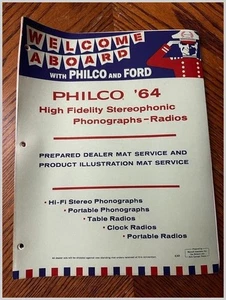 WELCOME
ABOARD
WITH PHILCO AND FORD
PHILCO '64
High Fidelity Stereophonic
Phonographs-Radios
PREPARED DEALER MAT SERVICE AND
PRODUCT ILLUSTRATION MAT SERVICE
• Hi-Fi Stereo Phonographs
• Portable Phonographs
• Table Radios
• Clock Radios
• Portable Radios